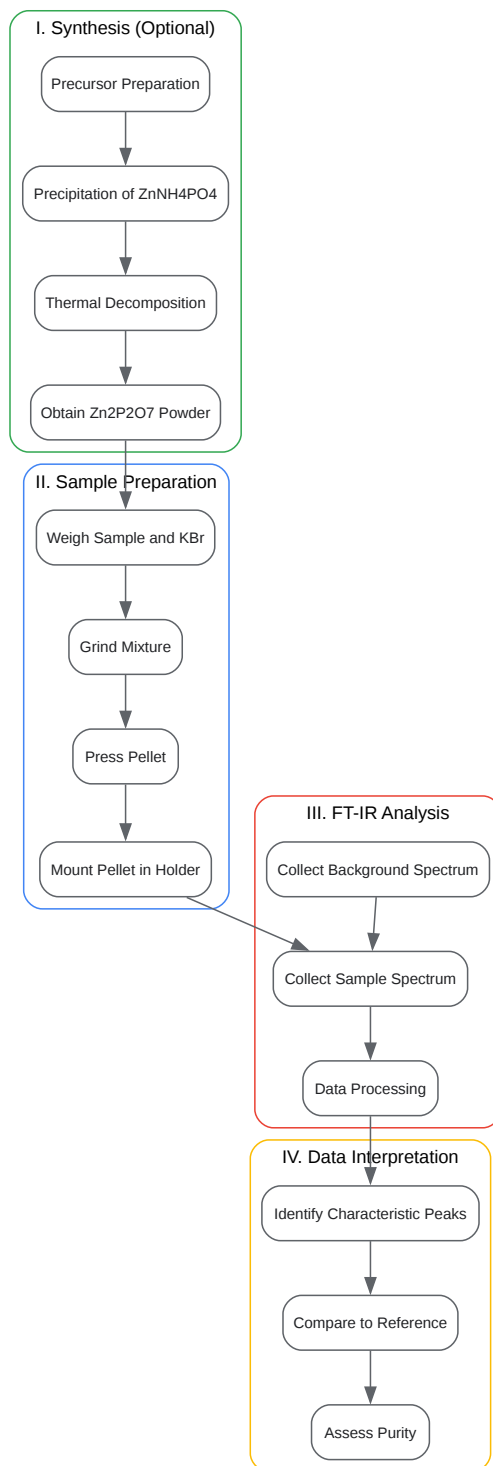 I. Synthesis (Optional)
Precursor Preparation
Precipitation of ZnNH4PO4
Thermal Decomposition
Obtain Zn2P2O7 Powder
II. Sample Preparation
Weigh Sample and KBr
Grind Mixture
Press Pellet
Mount Pellet in Holder
III. FT-IR Analysis
Collect Background Spectrum
Collect Sample Spectrum
Data Processing
IV. Data Interpretation
Identify Characteristic Peaks
Compare to Reference
Assess Purity